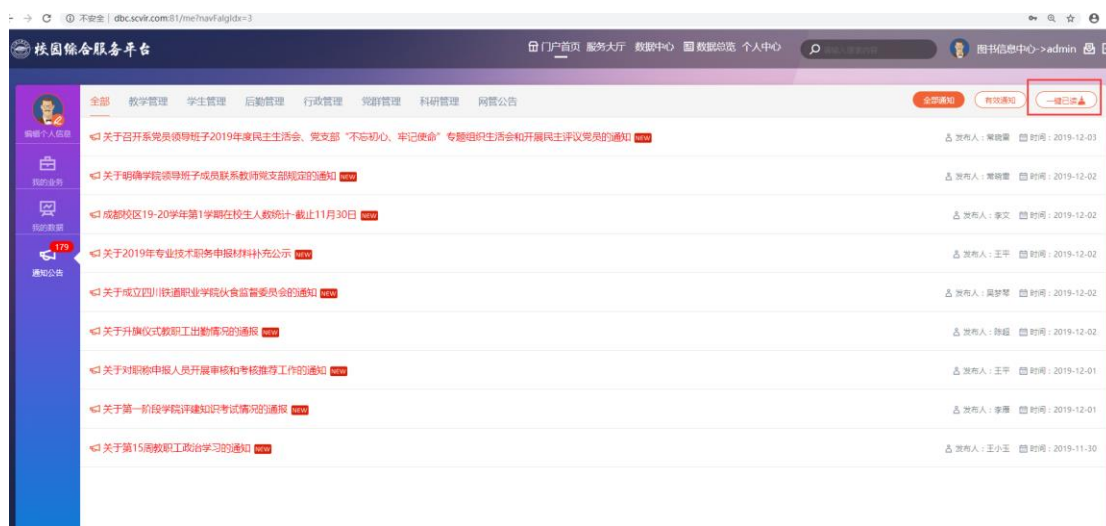 不安全 | dbc.scvir.com:81/me?navFalgIdx=3
校园综合服务平台
门户首页 服务大厅 数据中心 数据总览 个人中心
图书信息中心->admin
全部 教学管理 学生管理 后勤管理 行政管理 党群管理 科研管理 网管公告
全部通知 有效通知 一键已读
编辑个人信息
我的业务
我的数据
179
通知公告
关于召开系党员领导班子2019年度民主生活会、党支部“不忘初心、牢记使命”专题组织生活会和开展民主评议党员的通知 NEW 发布人：常晓雷 时间：2019-12-03
关于明确学院领导班子成员联系教师党支部规定的通知 NEW 发布人：常晓雷 时间：2019-12-02
成都校区19-20学年第1学期在校生人数统计-截止11月30日 NEW 发布人：李文 时间：2019-12-02
关于2019年专业技术职务申报材料补充公示 NEW 发布人：王平 时间：2019-12-02
关于成立四川铁道职业学院伙食监督委员会的通知 NEW 发布人：吴梦琴 时间：2019-12-02
关于升旗仪式教职工出勤情况的通报 NEW 发布人：陈超 时间：2019-12-02
关于对职称申报人员开展审核和考核推荐工作的通知 NEW 发布人：王平 时间：2019-12-01
关于第一阶段学院评建知识考试情况的通报 NEW 发布人：李雁 时间：2019-12-01
关于第15周教职工政治学习的通知 NEW 发布人：王小玉 时间：2019-11-30